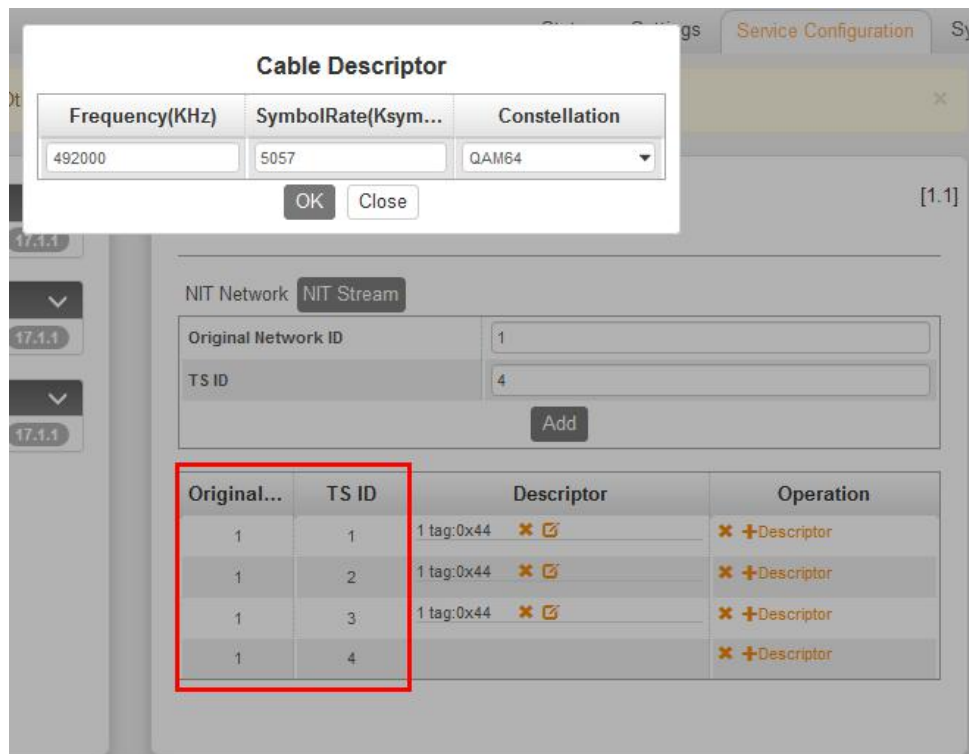 Service Configuration
Cable Descriptor
Frequency(KHz) SymbolRate(Ksym... Constellation
492000 5057 QAM64
OK Close
[1.1]
17.1.1
NIT Network NIT Stream
17.1.1
Original Network ID 1
TS ID 4
17.1.1
Add
Original... TS ID Descriptor Operation
1 1 1 tag:0x44 Descriptor
1 2 1 tag:0x44 Descriptor
1 3 1 tag:0x44 Descriptor
1 4 Descriptor